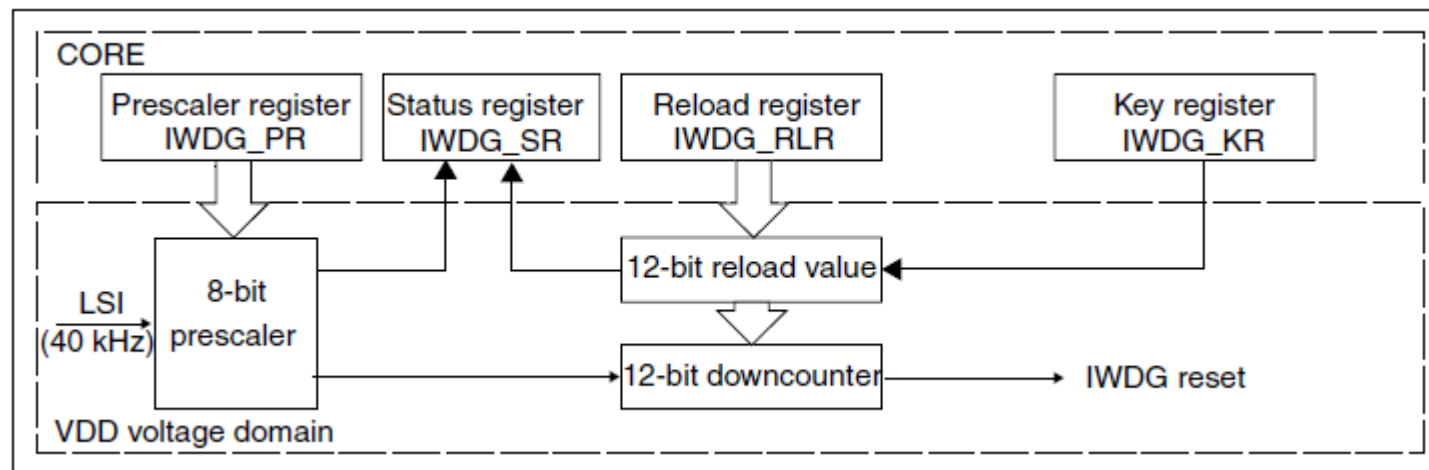 CORE
Prescaler register
IWDG_PR
Status register
IWDG_SR
Reload register
IWDG_RLR
Key register
IWDG_KR
LSI
(40 kHz)
8-bit
prescaler
12-bit reload value
12-bit downcounter
IWDG reset
VDD voltage domain